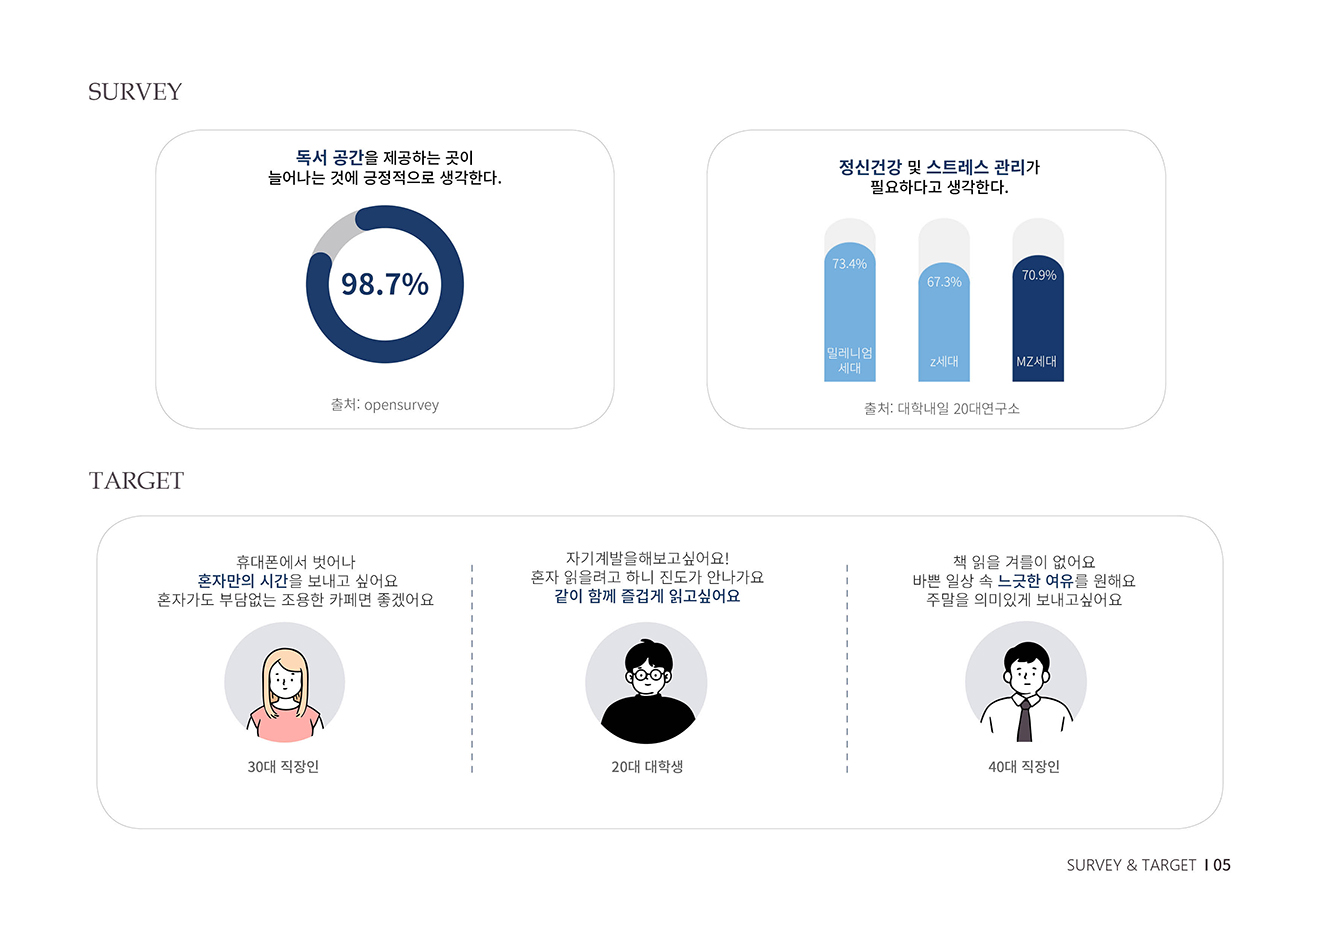 SURVEY
독서 공간을 제공하는 곳이
늘어나는 것에 긍정적으로 생각한다.
98.7%
출처: opensurvey
정신건강 및 스트레스 관리가
필요하다고 생각한다.
73.4%
밀레니엄
세대
67.3%
z세대
70.9%
MZ세대
출처: 대학내일 20대연구소
TARGET
휴대폰에서 벗어나
혼자만의 시간을 보내고 싶어요
혼자가도 부담없는 조용한 카페면 좋겠어요
30대 직장인
자기계발을해보고싶어요!
혼자 읽을려고 하니 진도가 안나가요
같이 함께 즐겁게 읽고싶어요
20대 대학생
책 읽을 겨를이 없어요
바쁜 일상 속 느긋한 여유를 원해요
주말을 의미있게 보내고싶어요
40대 직장인
SURVEY & TARGET I 05